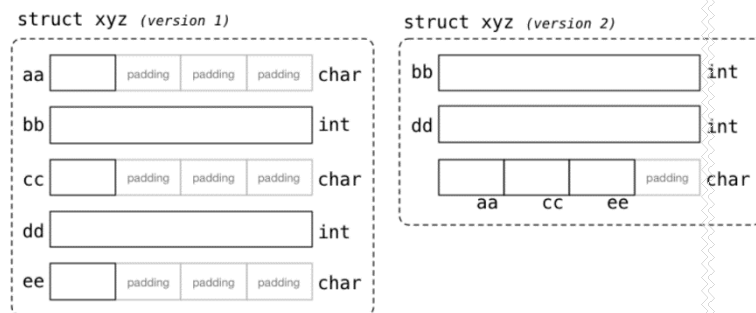 struct xyz (version 1)
aa padding padding padding char
bb int
cc padding padding padding char
dd int
ee padding padding padding char
struct xyz (version 2)
bb int
dd int
padding char
aa cc ee